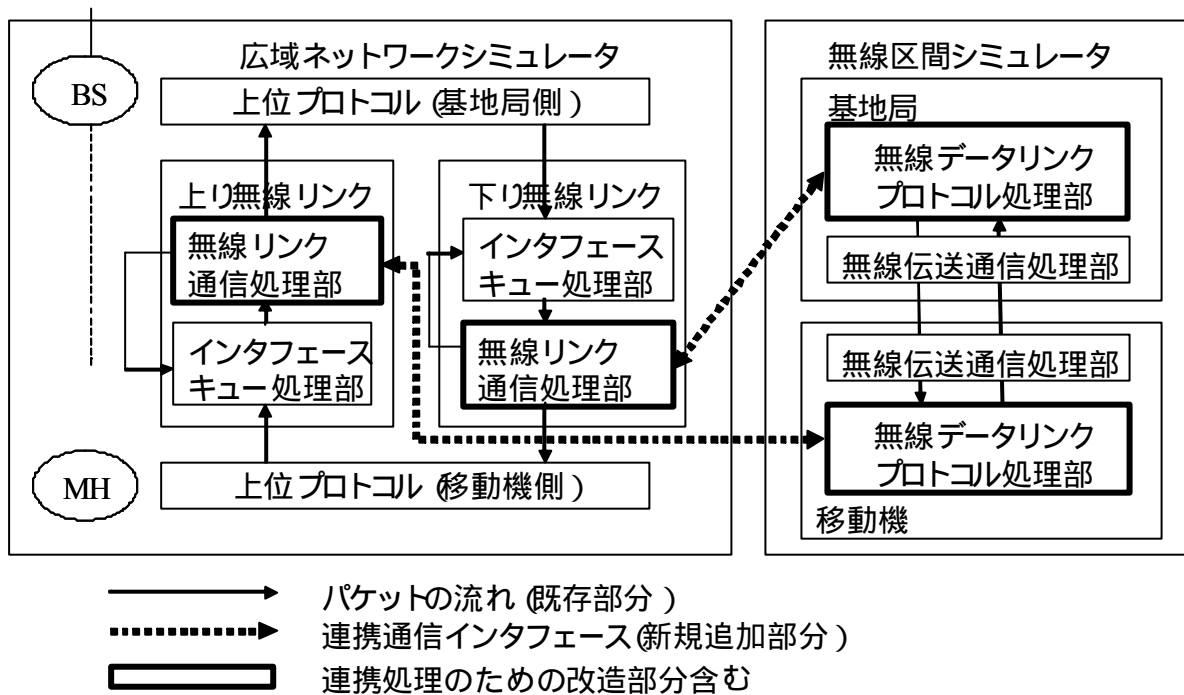 広域ネットワークシミュレータ
BS
上位プロトコル（基地局側）
上り無線リンク
無線リンク
通信処理部
インタフェース
キュー処理部
下り無線リンク
インタフェース
キュー処理部
無線リンク
通信処理部
MH
上位プロトコル（移動機側）
無線区間シミュレータ
基地局
無線データリンク
プロトコル処理部
無線伝送通信処理部
無線伝送通信処理部
無線データリンク
プロトコル処理部
移動機
パケットの流れ（既存部分）
連携通信インタフェース（新規追加部分）
連携処理のための改造部分含む